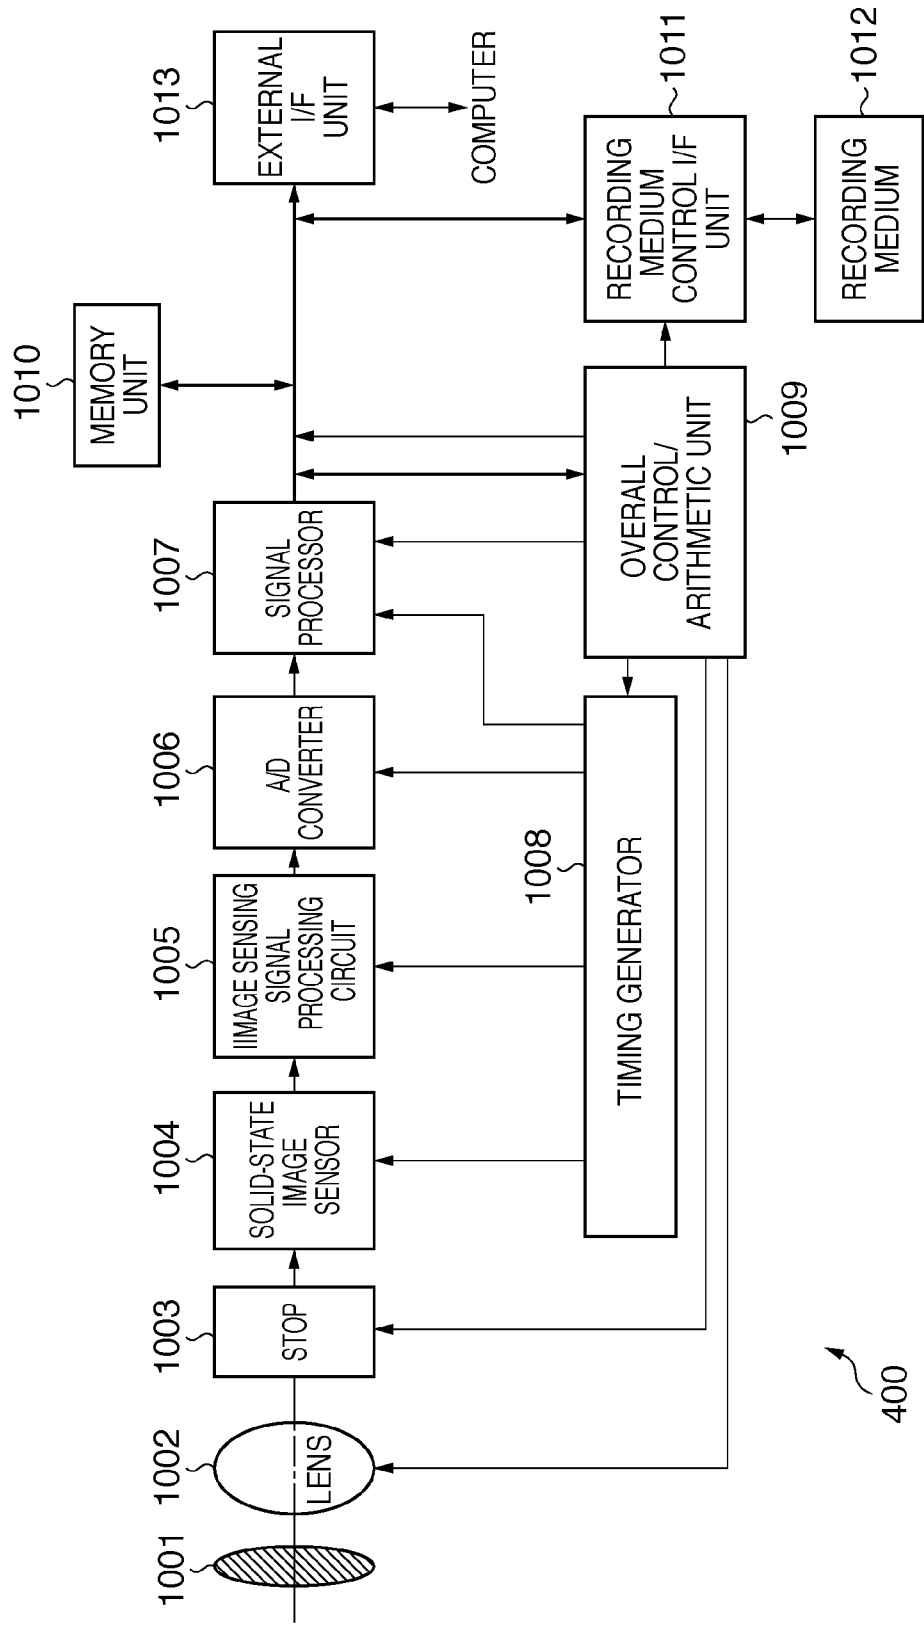 1001
1002
LENS
1003
STOP
1004
SOLID-STATE
IMAGE
SENSOR
1005
IIMAGE SENSING
SIGNAL
PROCESSING
CIRCUIT
1006
A/D
CONVERTER
1007
SIGNAL
PROCESSOR
1010
MEMORY
UNIT
1013
EXTERNAL
I/F
UNIT
COMPUTER
1008
TIMING GENERATOR
OVERALL
CONTROL/
ARITHMETIC UNIT
1009
RECORDING
MEDIUM
CONTROL I/F
UNIT
1011
RECORDING
MEDIUM
1012
400